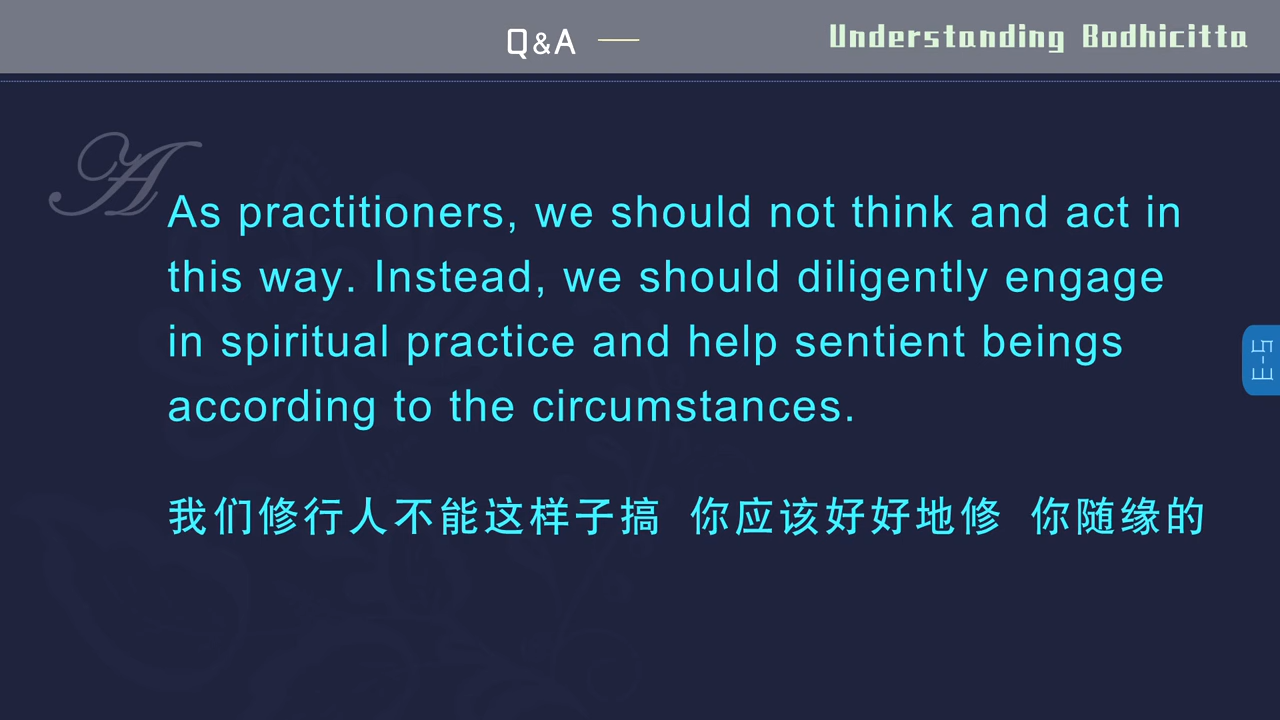 Q&A
Understanding Bodhicitta
A
As practitioners, we should not think and act in
this way. Instead, we should diligently engage
in spiritual practice and help sentient beings
according to the circumstances.
我们修行人不能这样子搞 你应该好好地修 你随缘的